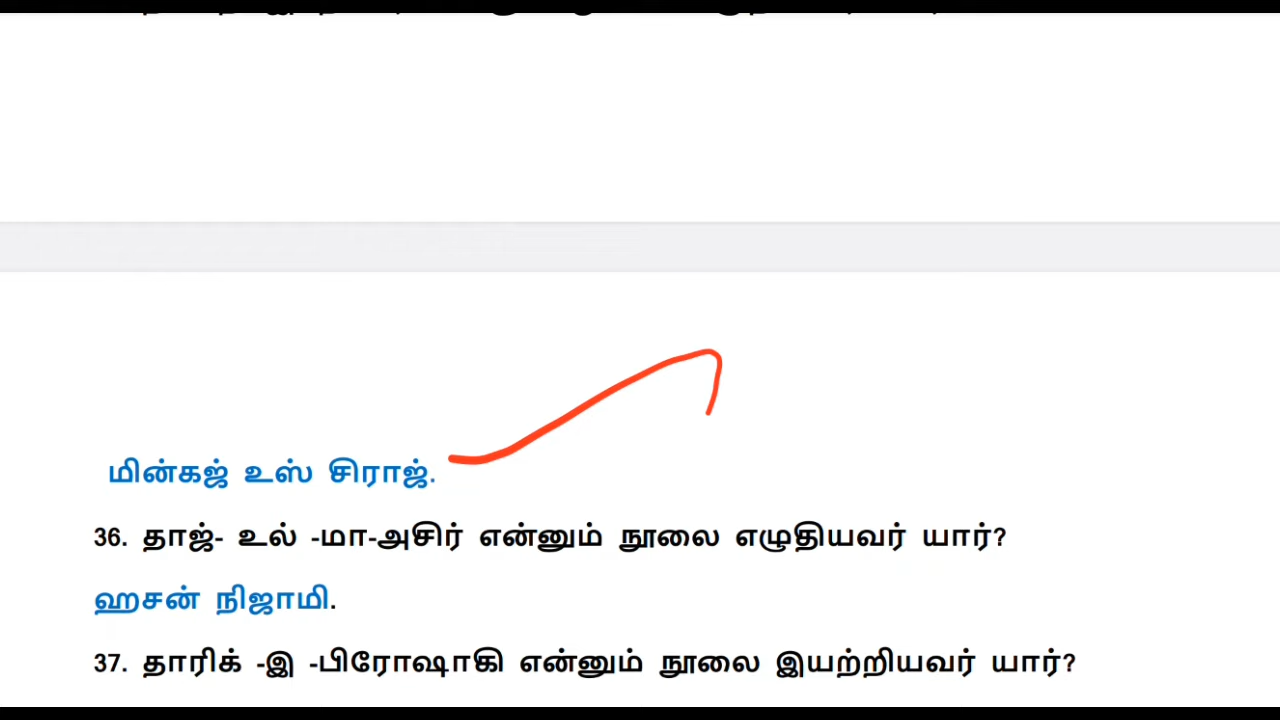 மின்கஜ் உஸ் சிராஜ்.
36. தாஜ்- உல் -மா-அசிர் என்னும் நூலை எழுதியவர் யார்?
ஹசன் நிஜாமி.
37. தாரிக் -இ -பிரோஷாகி என்னும் நூலை இயற்றியவர் யார்?